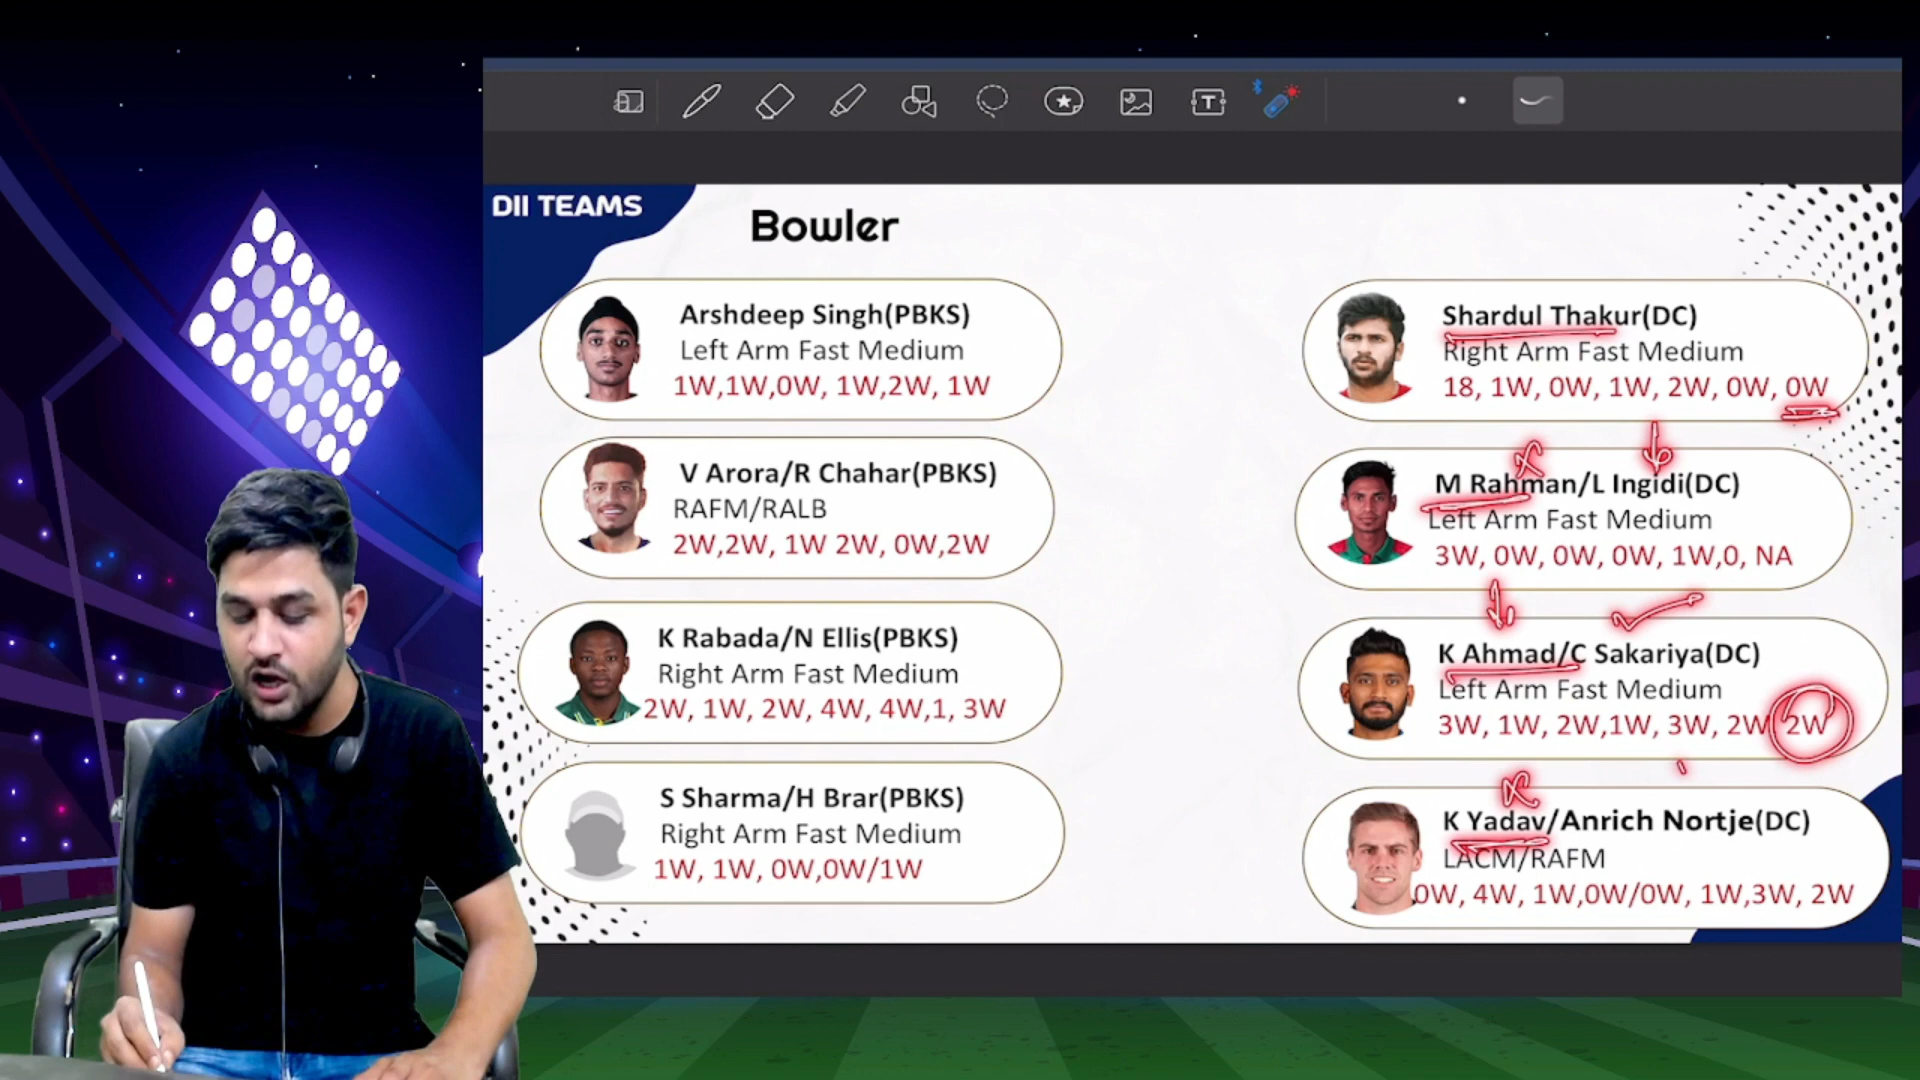 DII TEAMS
Bowler
Arshdeep Singh(PBKS)
Left Arm Fast Medium
1W,1W,0W, 1W,2W, 1W
V Arora/R Chahar(PBKS)
RAFM/RALB
2W,2W, 1W 2W, 0W,2W
K Rabada/N Ellis(PBKS)
Right Arm Fast Medium
2W, 1W, 2W, 4W, 4W,1, 3W
S Sharma/H Brar(PBKS)
Right Arm Fast Medium
1W, 1W, 0W,0W/1W
Shardul Thakur(DC)
Right Arm Fast Medium
18, 1W, 0W, 1W, 2W, 0W, 0W
M Rahman/L Ingidi(DC)
Left Arm Fast Medium
3W, 0W, 0W, 0W, 1W,0, NA
K Ahmad/C Sakariya(DC)
Left Arm Fast Medium
3W, 1W, 2W,1W, 3W, 2W 2W
K Yadav/Anrich Nortje(DC)
LACM/RAFM
0W, 4W, 1W,0W/0W, 1W,3W, 2W